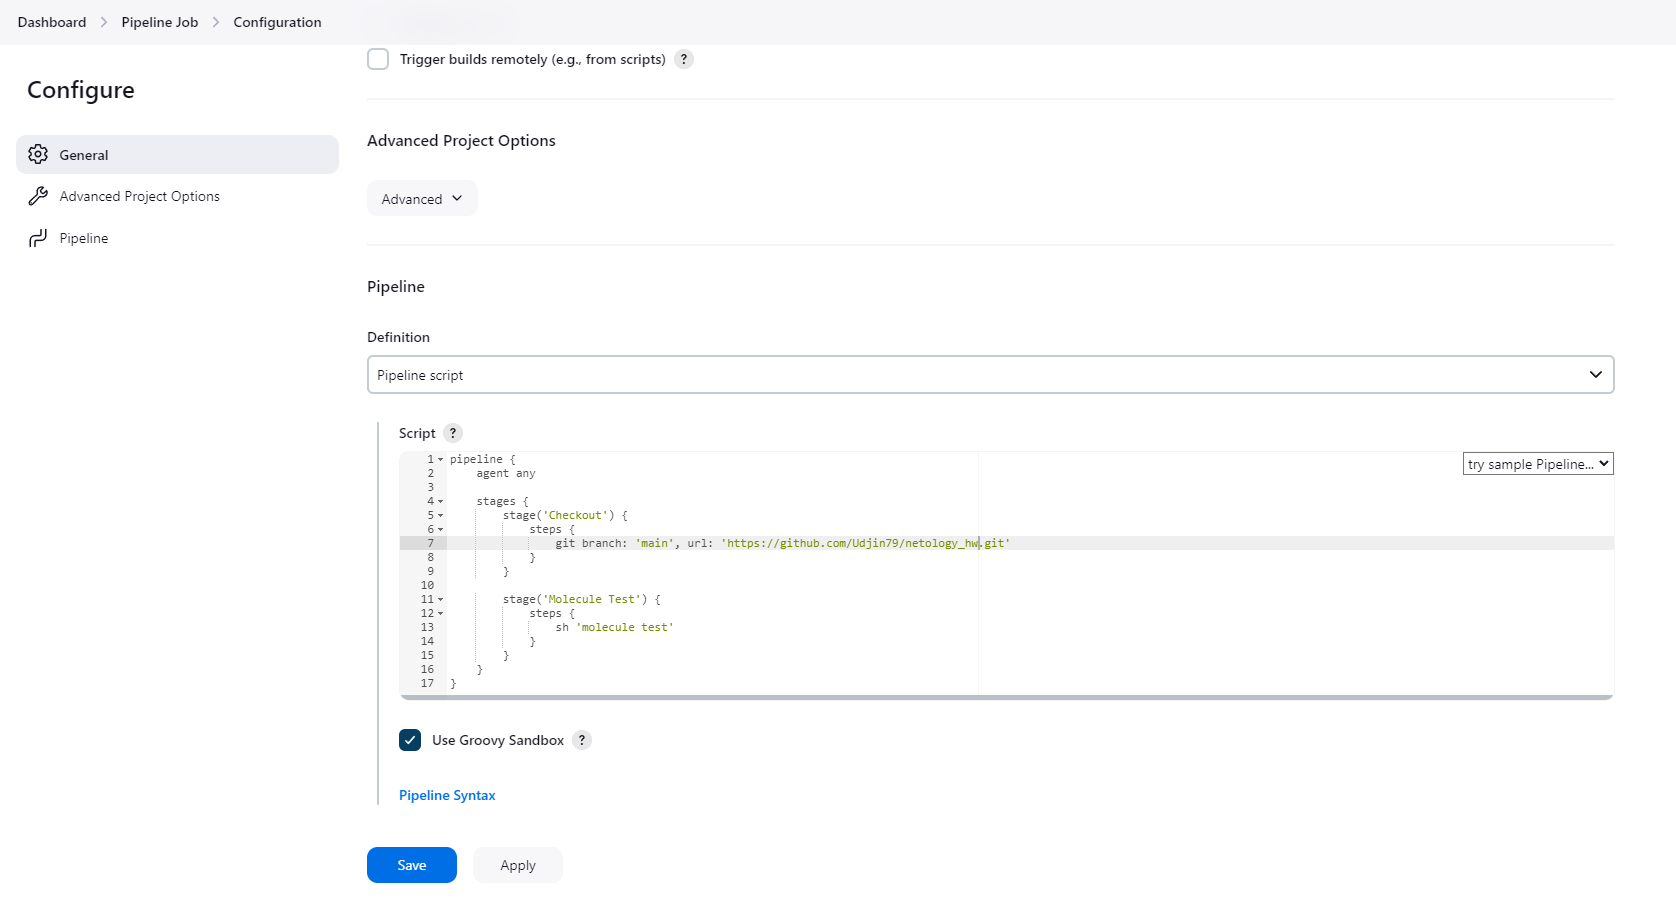 Dashboard > Pipeline Job > Configuration
Trigger builds remotely (e.g., from scripts) ?
Configure
General
Advanced Project Options
Pipeline
Advanced Project Options
Advanced
Pipeline
Definition
Pipeline script
Script ?
try sample Pipeline...
1 pipeline {
2     agent any
3
4     stages {
5         stage('Checkout') {
6             steps {
7                 git branch: 'main', url: 'https://github.com/Udjin79/netology_hw.git'
8             }
9         }
10
11         stage('Molecule Test') {
12             steps {
13                 sh 'molecule test'
14             }
15         }
16     }
17 }
Use Groovy Sandbox ?
Pipeline Syntax
Save
Apply